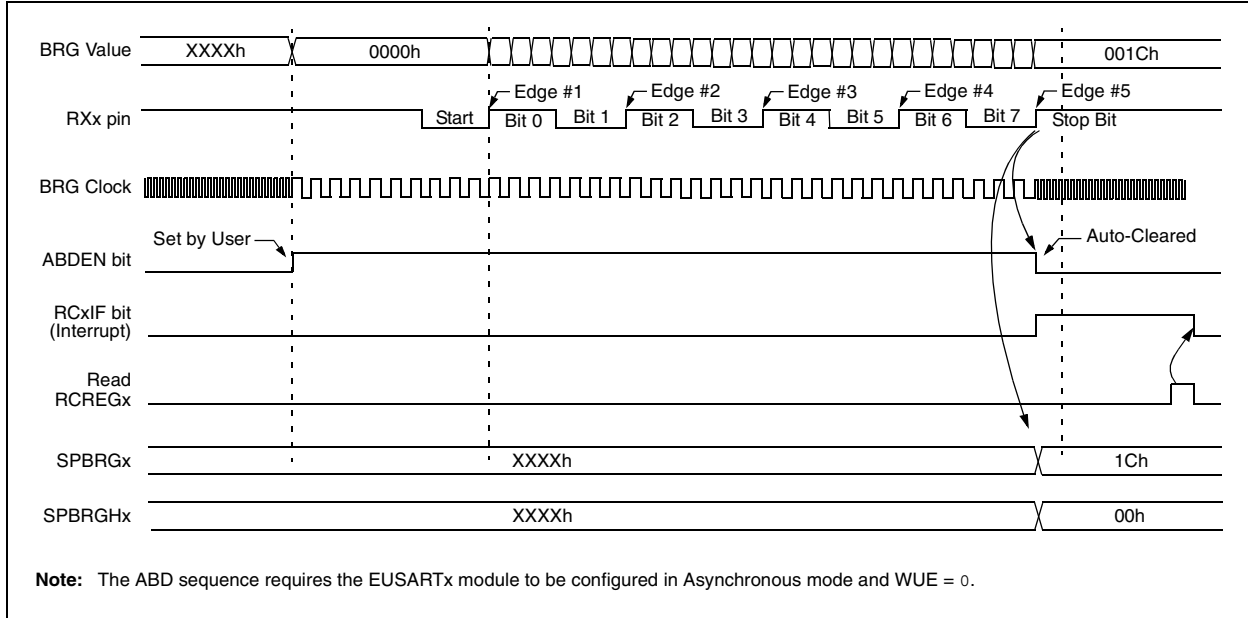 BRG Value XXXXh 0000h 001Ch
Edge #1 Edge #2 Edge #3 Edge #4 Edge #5
RXx pin Start Bit 0 Bit 1 Bit 2 Bit 3 Bit 4 Bit 5 Bit 6 Bit 7 Stop Bit
BRG Clock
Set by User Auto-Cleared
ABDEN bit
RCxIF bit
(Interrupt)
Read
RCREGx
SPBRGx XXXXh 1Ch
SPBRGHx XXXXh 00h
Note: The ABD sequence requires the EUSARTx module to be configured in Asynchronous mode and WUE = 0.